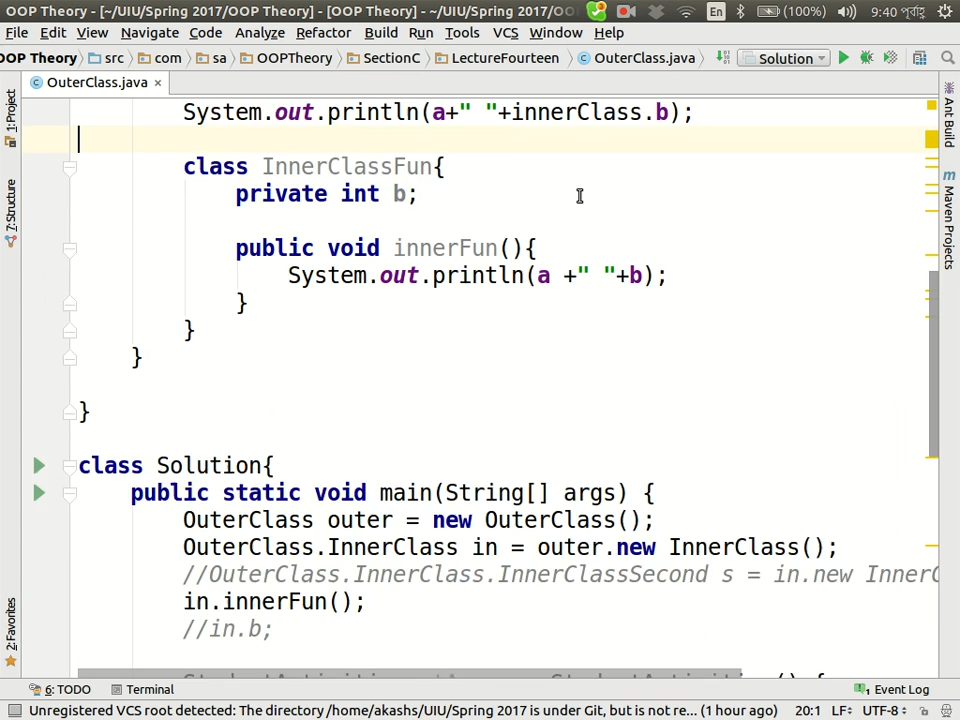 OOP Theory - [~/UIU/Spring 2017/OOP Theory] - [OOP Theory] - ~/UIU/Spring 2017/OO
En (100%) 9:40 পূর্বাহ্ণ
File Edit View Navigate Code Analyze Refactor Build Run Tools VCS Window Help
OOP Theory src com sa OOPTheory SectionC LectureFourteen OuterClass.java Solution
OuterClass.java ×
1: Project
7: Structure
2: Favorites
Ant Build
Maven Projects
System.out.println(a+" "+innerClass.b);
class InnerClassFun{
private int b;
public void innerFun(){
System.out.println(a +" "+b);
}
}
}
}
class Solution{
public static void main(String[] args) {
OuterClass outer = new OuterClass();
OuterClass.InnerClass in = outer.new InnerClass();
//OuterClass.InnerClass.InnerClassSecond s = in.new InnerC
in.innerFun();
//in.b;
6: TODO Terminal 1 Event Log
Unregistered VCS root detected: The directory /home/akashs/UIU/Spring 2017 is under Git, but is not re... (1 hour ago) 20:1 LF UTF-8